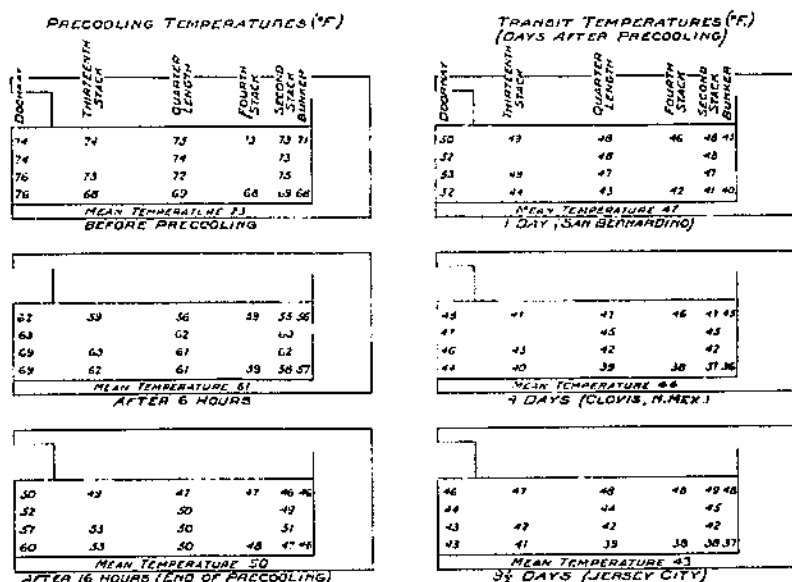 PRECOOLING TEMPERATURES (°F)
DOORWAY
THIRTEENTH STACK
QUARTER LENGTH
FOURTH STACK
SECOND STACK
BUNKER
74 74 75 73 73 71
74 74 73
76 73 72 75
76 68 69 68 69 68
MEAN TEMPERATURE 73
BEFORE PRECOOLING
62 59 56 59 55 56
63 62 60
69 63 61 62
69 62 61 59 58 57
MEAN TEMPERATURE 61
AFTER 6 HOURS
50 49 47 47 46 46
52 50 49
57 53 50 51
60 53 50 48 47 46
MEAN TEMPERATURE 50
AFTER 16 HOURS (END OF PRECOOLING)
TRANSIT TEMPERATURES (°F.)
(DAYS AFTER PRECOOLING)
DOORWAY
THIRTEENTH STACK
QUARTER LENGTH
FOURTH STACK
SECOND STACK
BUNKER
50 49 48 46 48 45
52 48 48
53 49 47 47
52 44 43 42 41 40
MEAN TEMPERATURE 47
1 DAY (SAN BERNARDINO)
48 47 47 46 47 45
47 45 45
46 43 42 42
44 40 39 38 37 36
MEAN TEMPERATURE 44
DAYS (CLOVIS, N.MEX.)
46 47 48 48 49 48
44 44 45
43 42 42 42
43 41 39 38 38 37
MEAN TEMPERATURE 43
9½ DAYS (JERSEY CITY)